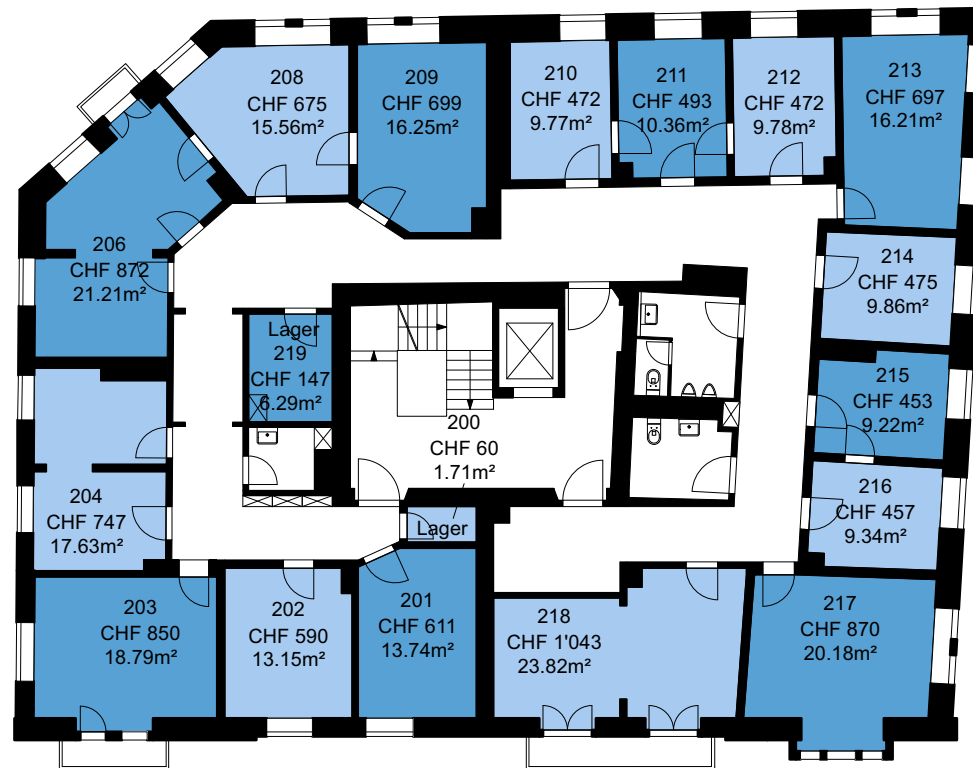 208
CHF 675
15.56m²
209
CHF 699
16.25m²
210
CHF 472
9.77m²
211
CHF 493
10.36m²
212
CHF 472
9.78m²
213
CHF 697
16.21m²
206
CHF 872
21.21m²
214
CHF 475
9.86m²
Lager
219
CHF 147
6.29m²
215
CHF 453
9.22m²
200
CHF 60
1.71m²
Lager
204
CHF 747
17.63m²
216
CHF 457
9.34m²
203
CHF 850
18.79m²
202
CHF 590
13.15m²
201
CHF 611
13.74m²
218
CHF 1'043
23.82m²
217
CHF 870
20.18m²